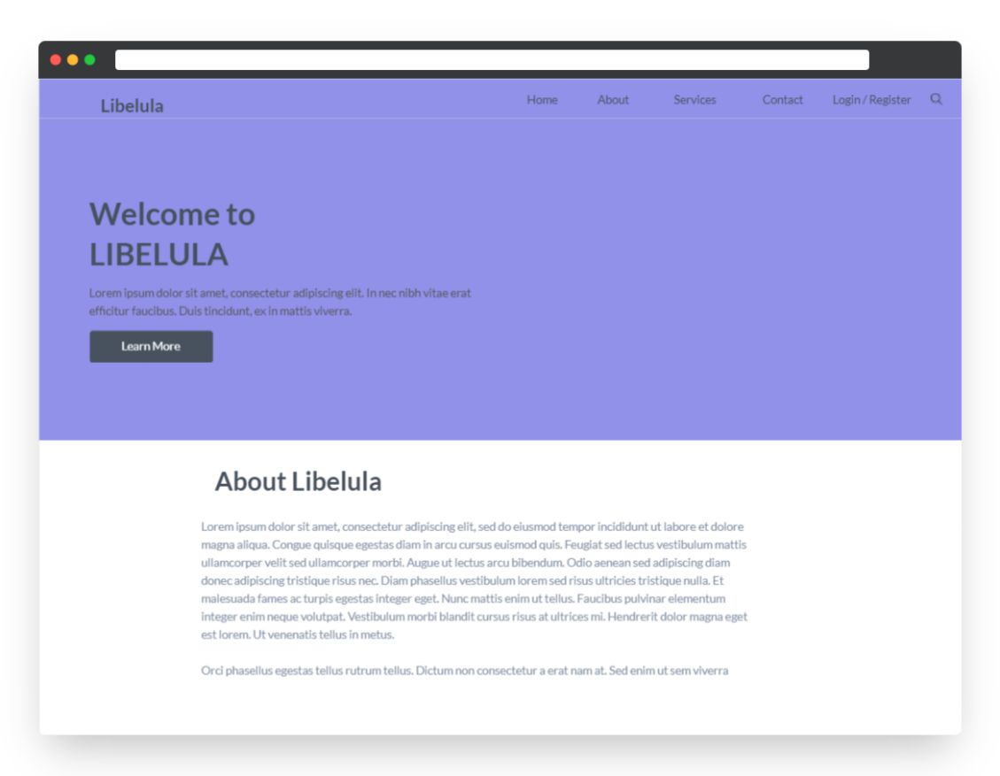 Libelula
Home About Services Contact Login / Register
Welcome to
LIBELULA
Lorem ipsum dolor sit amet, consectetur adipiscing elit. In nec nibh vitae erat
efficitur faucibus. Duis tincidunt, ex in mattis viverra.
Learn More
About Libelula
Lorem ipsum dolor sit amet, consectetur adipiscing elit, sed do eiusmod tempor incididunt ut labore et dolore
magna aliqua. Congue quisque egestas diam in arcu cursus euismod quis. Feugiat sed lectus vestibulum mattis
ullamcorper velit sed ullamcorper morbi. Augue ut lectus arcu bibendum. Odio aenean sed adipiscing diam
donec adipiscing tristique risus nec. Diam phasellus vestibulum lorem sed risus ultricies tristique nulla. Et
malesuada fames ac turpis egestas integer eget. Nunc mattis enim ut tellus. Faucibus pulvinar elementum
integer enim neque volutpat. Vestibulum morbi blandit cursus risus at ultrices mi. Hendrerit dolor magna eget
est lorem. Ut venenatis tellus in metus.
Orci phasellus egestas tellus rutrum tellus. Dictum non consectetur a erat nam at. Sed enim ut sem viverra